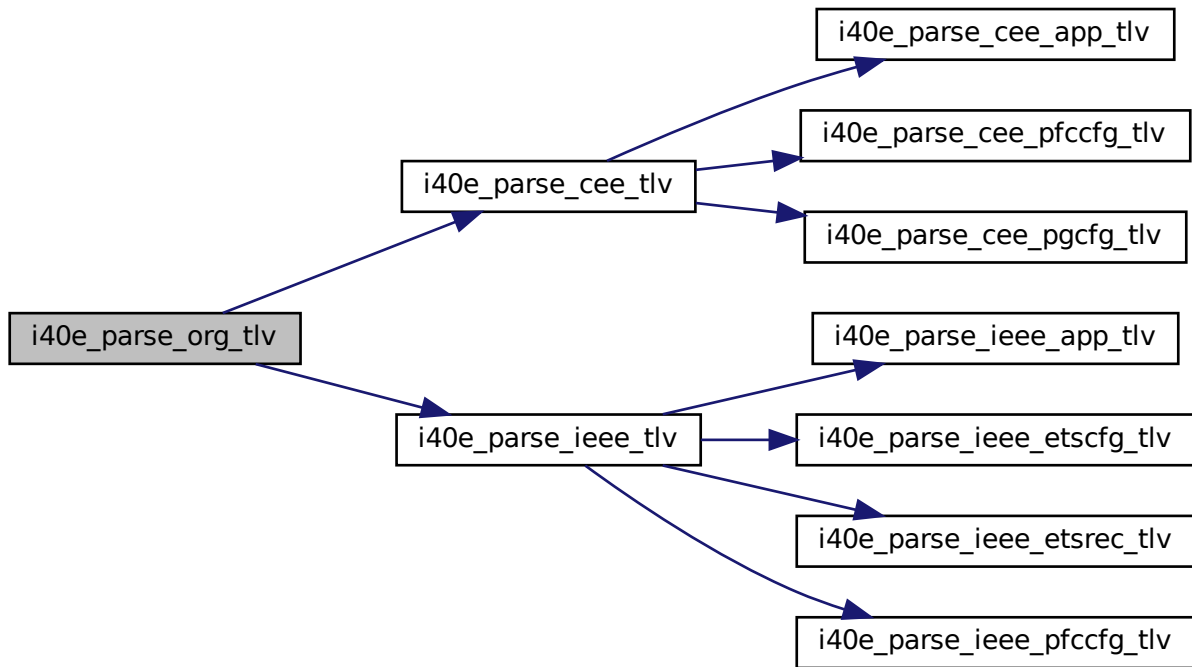 i40e_parse_cee_app_tlv
i40e_parse_cee_pfccfg_tlv
i40e_parse_cee_tlv
i40e_parse_cee_pgcfg_tlv
i40e_parse_org_tlv
i40e_parse_ieee_app_tlv
i40e_parse_ieee_tlv
i40e_parse_ieee_etscfg_tlv
i40e_parse_ieee_etsrec_tlv
i40e_parse_ieee_pfccfg_tlv